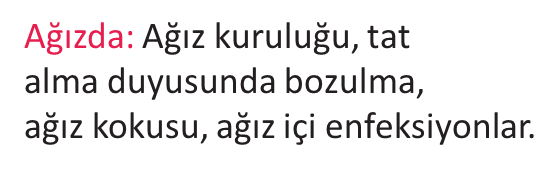 Ağızda: Ağız kuruluğu, tat
alma duyusunda bozulma,
ağız kokusu, ağız içi enfeksiyonlar.